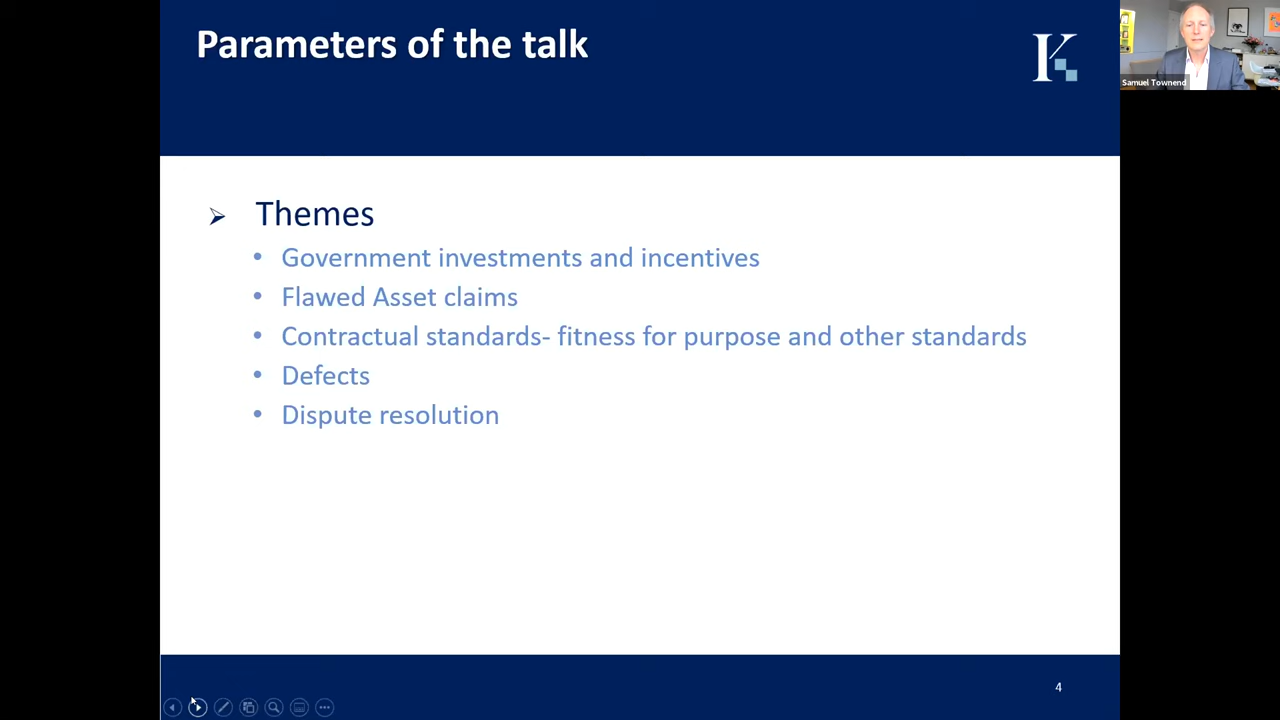 Parameters of the talk
K
Samuel Townend
Themes
Government investments and incentives
Flawed Asset claims
Contractual standards- fitness for purpose and other standards
Defects
Dispute resolution
4